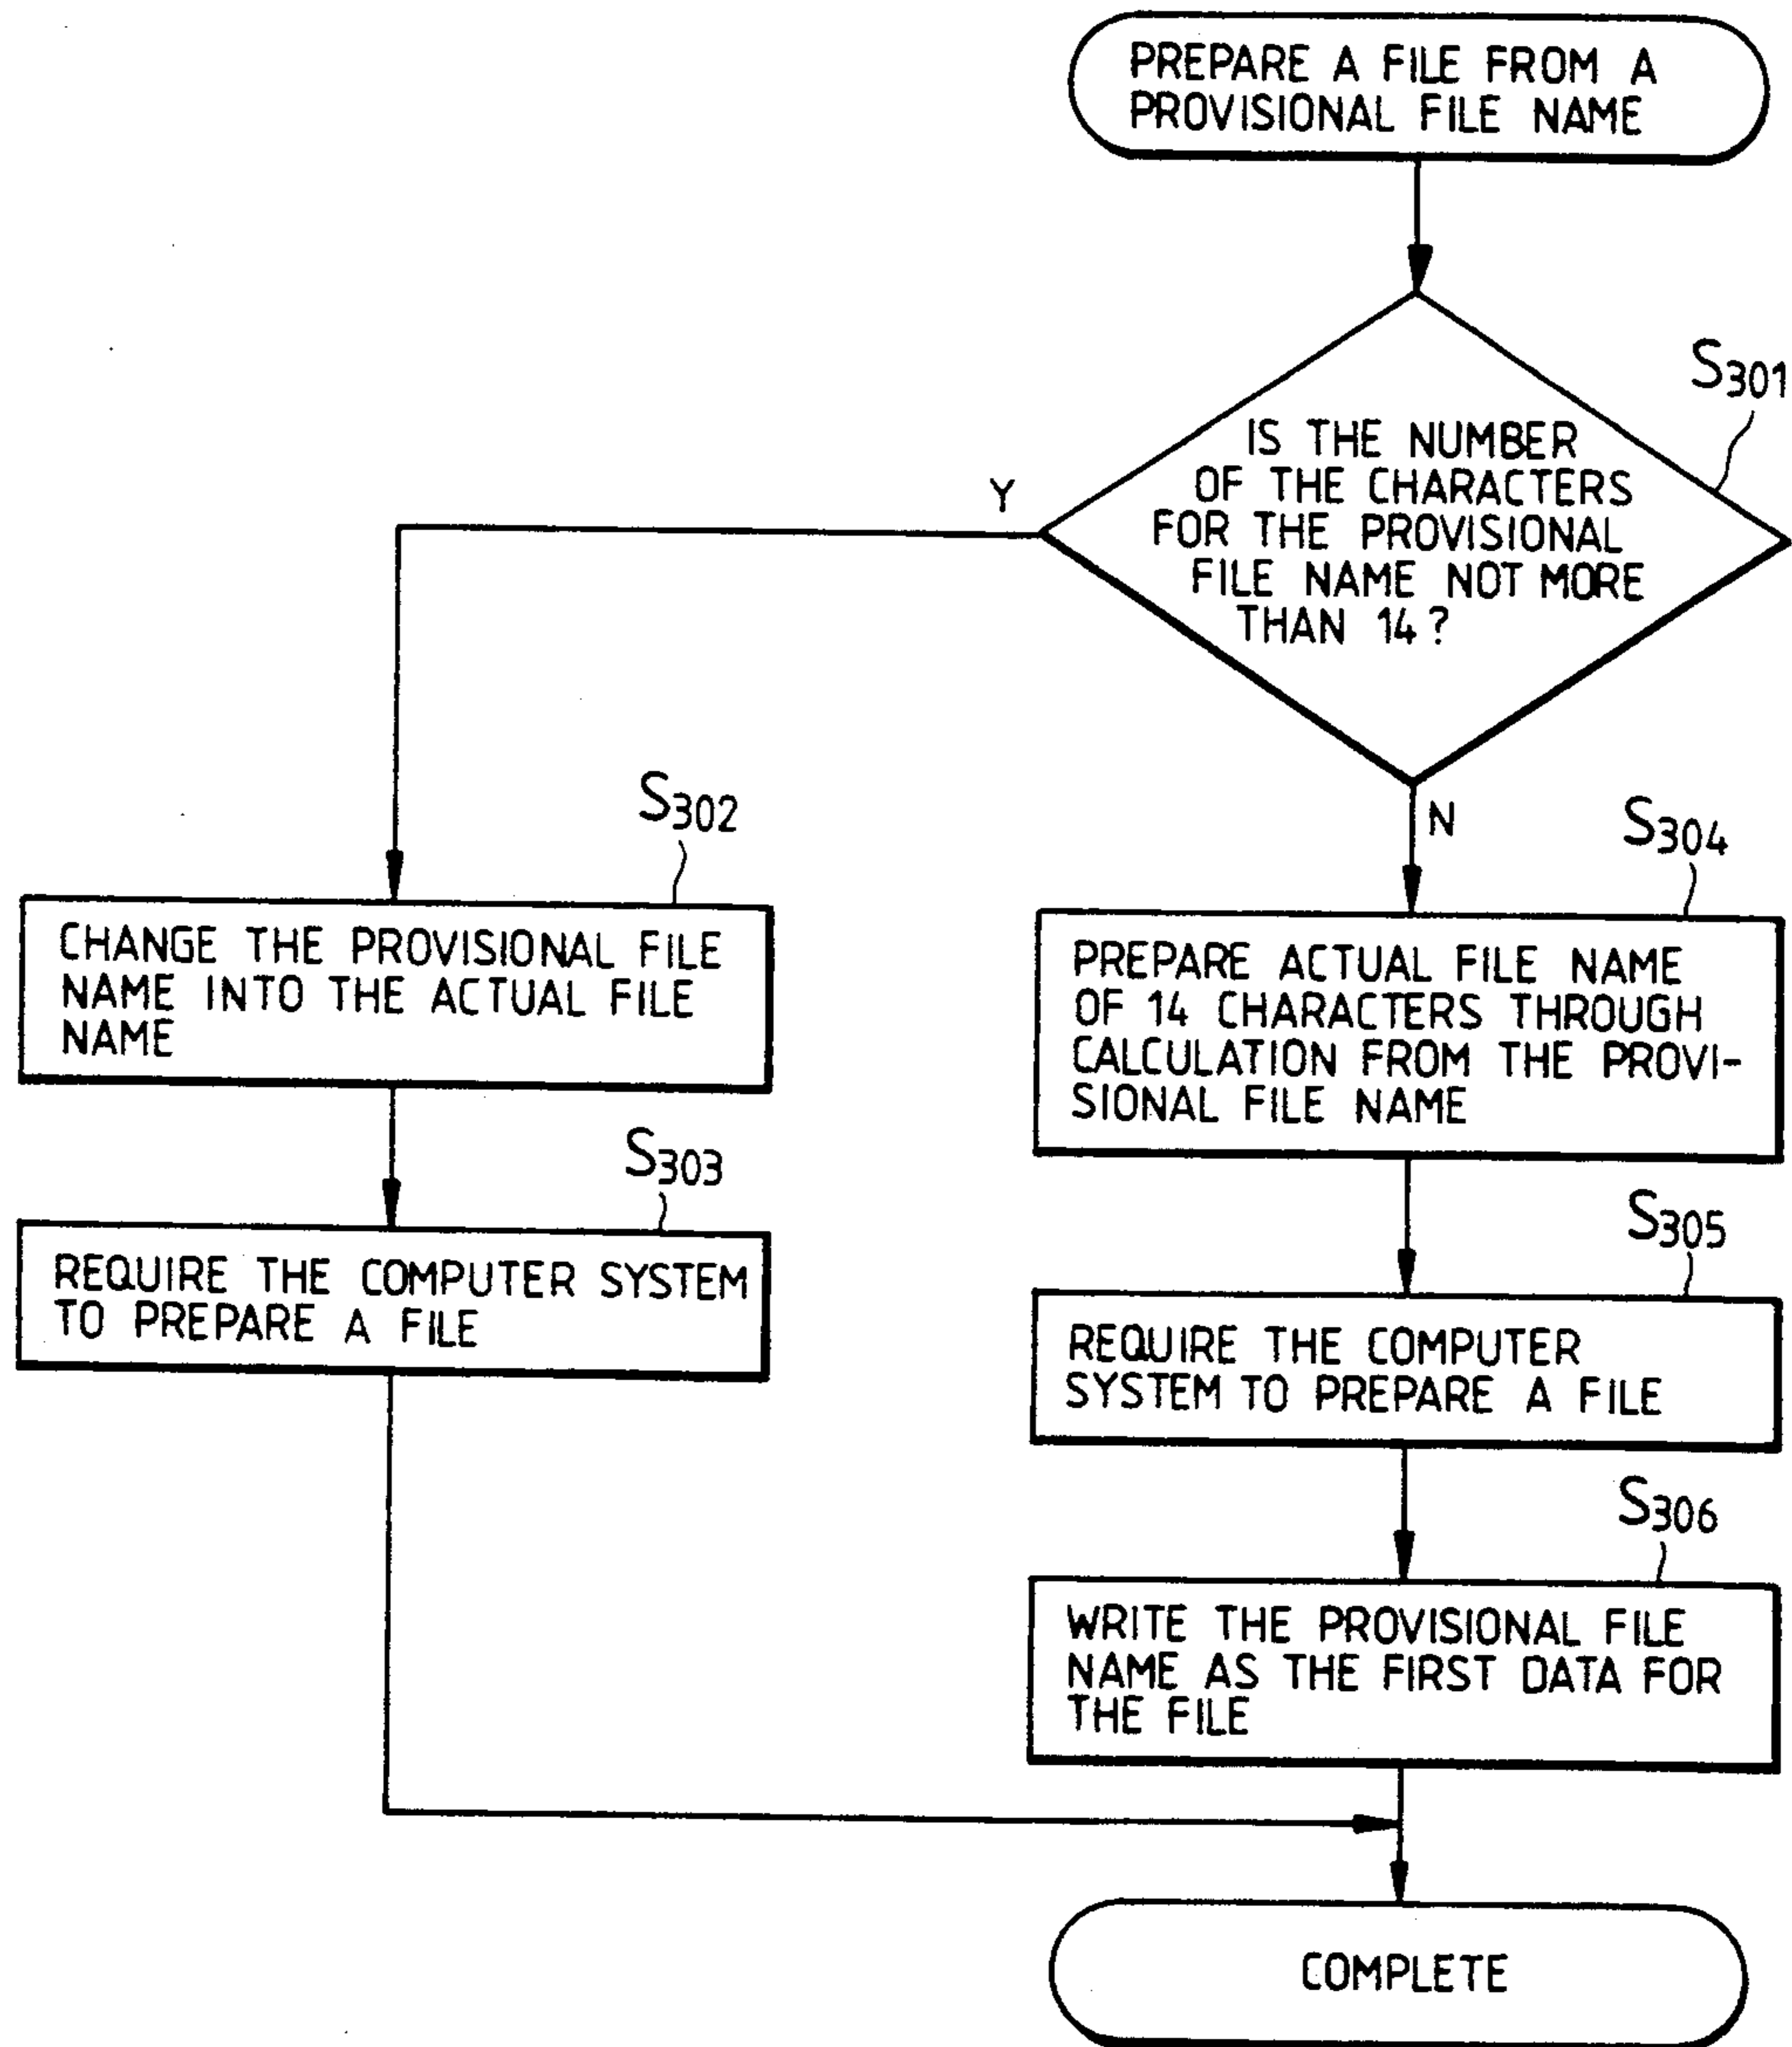 PREPARE A FILE FROM A
PROVISIONAL FILE NAME
S301
IS THE NUMBER
OF THE CHARACTERS
FOR THE PROVISIONAL
FILE NAME NOT MORE
THAN 14?
Y
N
S302
CHANGE THE PROVISIONAL FILE
NAME INTO THE ACTUAL FILE
NAME
S303
REQUIRE THE COMPUTER SYSTEM
TO PREPARE A FILE
S304
PREPARE ACTUAL FILE NAME
OF 14 CHARACTERS THROUGH
CALCULATION FROM THE PROVI-
SIONAL FILE NAME
S305
REQUIRE THE COMPUTER
SYSTEM TO PREPARE A FILE
S306
WRITE THE PROVISIONAL FILE
NAME AS THE FIRST DATA FOR
THE FILE
COMPLETE